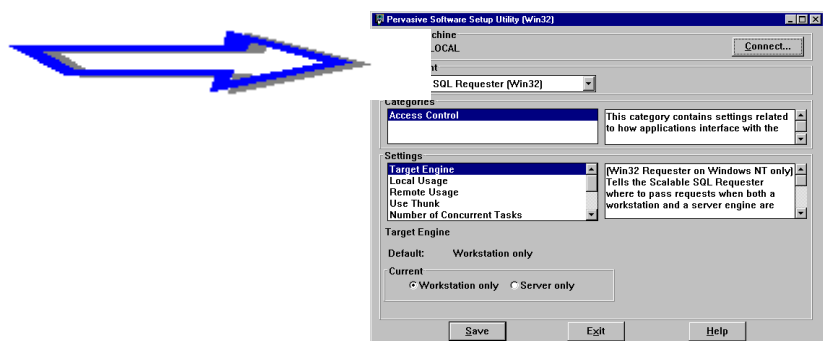 Pervasive Software Setup Utility (Win32)
LOCAL
Connect...
SQL Requester (Win32)
Categories
Access Control
This category contains settings related
to how applications interface with the
Settings
Target Engine
Local Usage
Remote Usage
Use Thunk
Number of Concurrent Tasks
(Win32 Requester on Windows NT only)
Tells the Scalable SQL Requester
where to pass requests when both a
workstation and a server engine are
Target Engine
Default: Workstation only
Current
Workstation only Server only
Save Exit Help